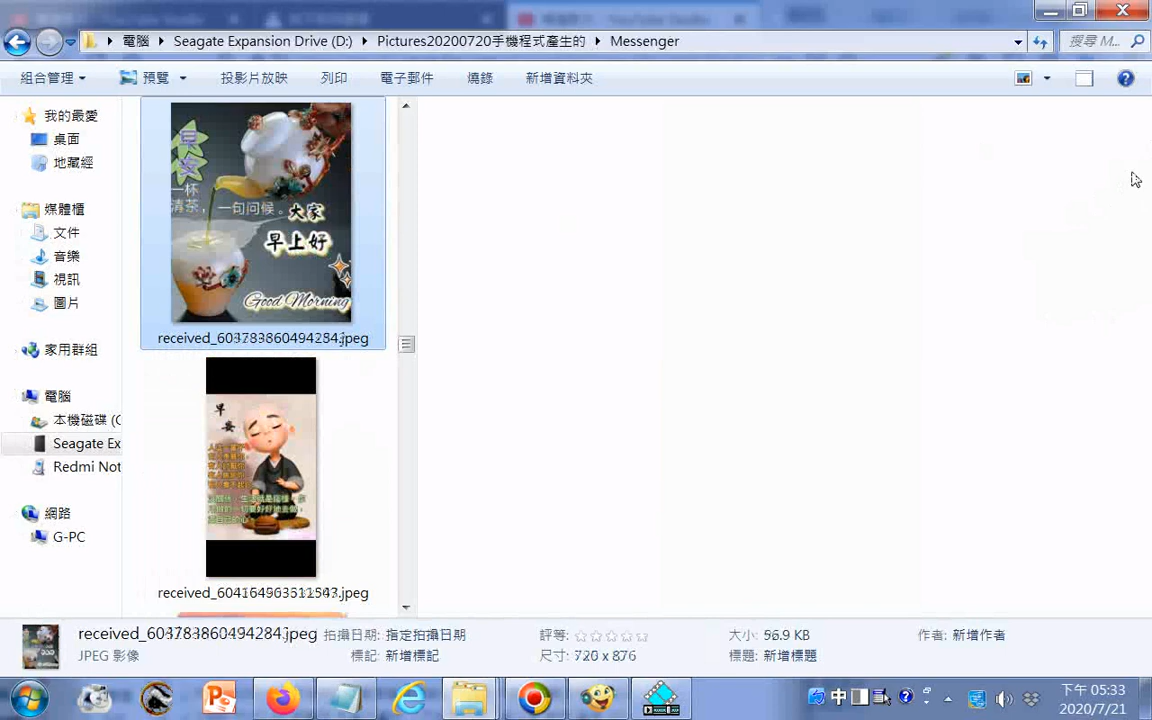 電腦 Seagate Expansion Drive (D:) Pictures20200720手機程式產生的 Messenger
搜尋 M...
組合管理 預覽 投影片放映 列印 電子郵件 燒錄 新增資料夾
我的最愛
桌面
地藏經
媒體櫃
文件
音樂
視訊
圖片
家用群組
電腦
本機磁碟 (C
Seagate Ex
Redmi Not
網路
G-PC
早安
一杯
清茶，一句问候。大家
早上好
Good Morning
received_603783860494284.jpeg
早安
received_604164963511543.jpeg
received_603783860494284.jpeg 拍攝日期: 指定拍攝日期 評等: 大小: 96.9 KB 作者: 新增作者
JPEG 影像 標記: 新增標記 尺寸: 720 x 876 標題: 新增標題
中
下午 05:33
2020/7/21